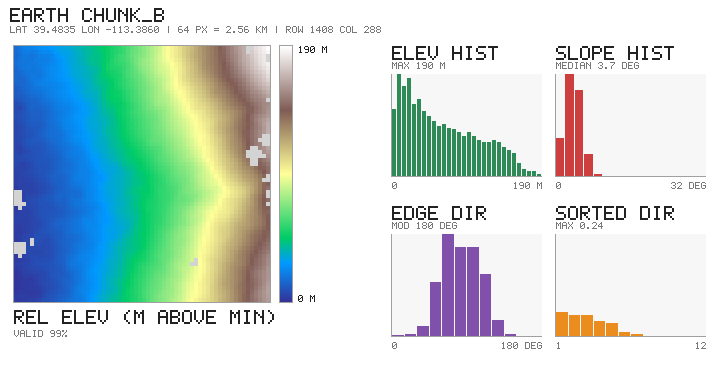 EARTH CHUNK_B
LAT 39.4835 LON -113.3860 | 64 PX = 2.56 KM | ROW 1408 COL 288
190 M
0 M
REL ELEV (M ABOVE MIN)
VALID 99%
ELEV HIST
MAX 190 M
0 190 M
SLOPE HIST
MEDIAN 3.7 DEG
0 32 DEG
EDGE DIR
MOD 180 DEG
0 180 DEG
SORTED DIR
MAX 0.24
1 12